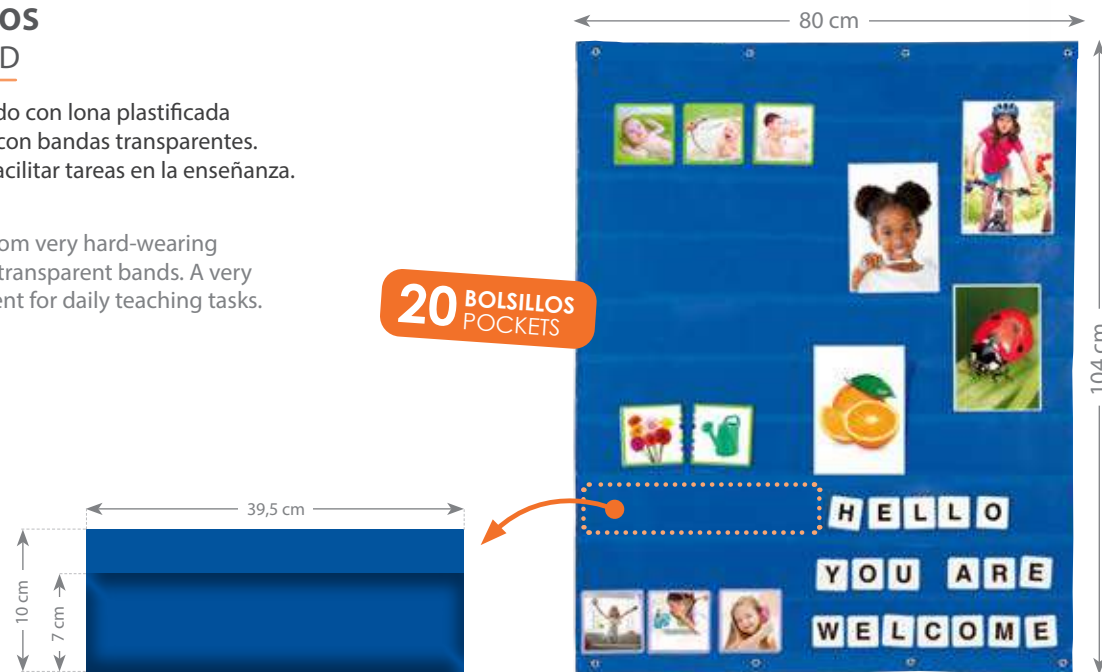 os
D
do con lona plastificada
con bandas transparentes.
acilitar tareas en la enseñanza.
om very hard-wearing
transparent bands. A very
ent for daily teaching tasks.
20 BOLSILLOS
POCKETS
80 cm
104 cm
HELLO
YOU ARE
WELCOME
39,5 cm
10 cm
7 cm